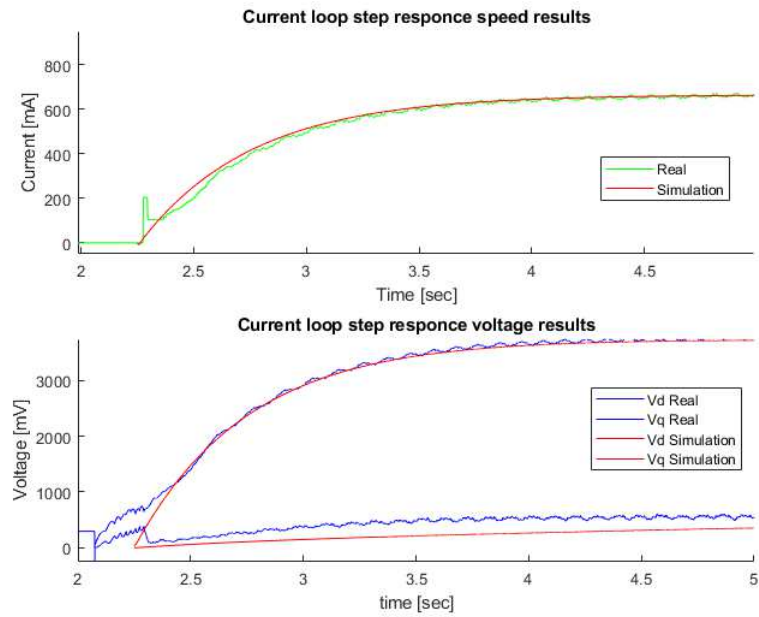 Current loop step responce speed results
Current [mA]
800
600
400
200
0
Real
Simulation
2
2.5
3
3.5
4
4.5
Time [sec]
Current loop step responce voltage results
Voltage [mV]
3000
2000
1000
0
Vd Real
Vq Real
Vd Simulation
Vq Simulation
2
2.5
3
3.5
4
4.5
5
time [sec]